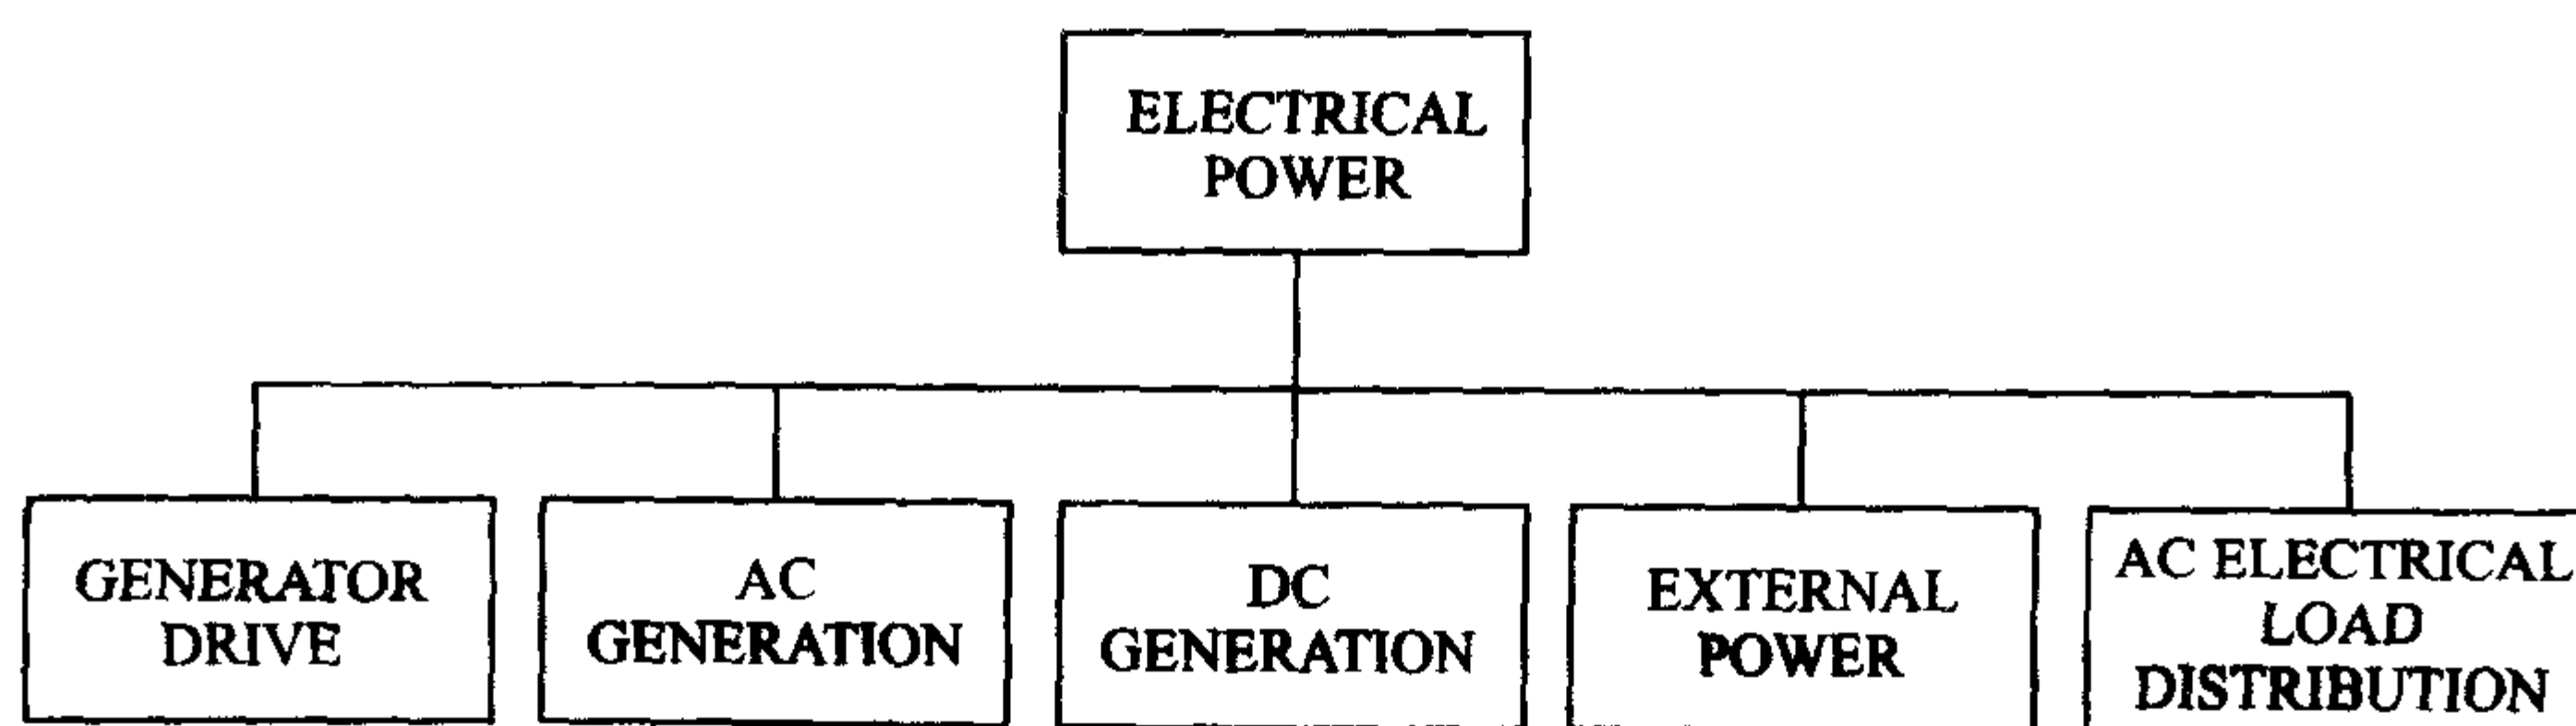 ELECTRICAL
POWER
GENERATOR
DRIVE
AC
GENERATION
DC
GENERATION
EXTERNAL
POWER
AC ELECTRICAL
LOAD
DISTRIBUTION